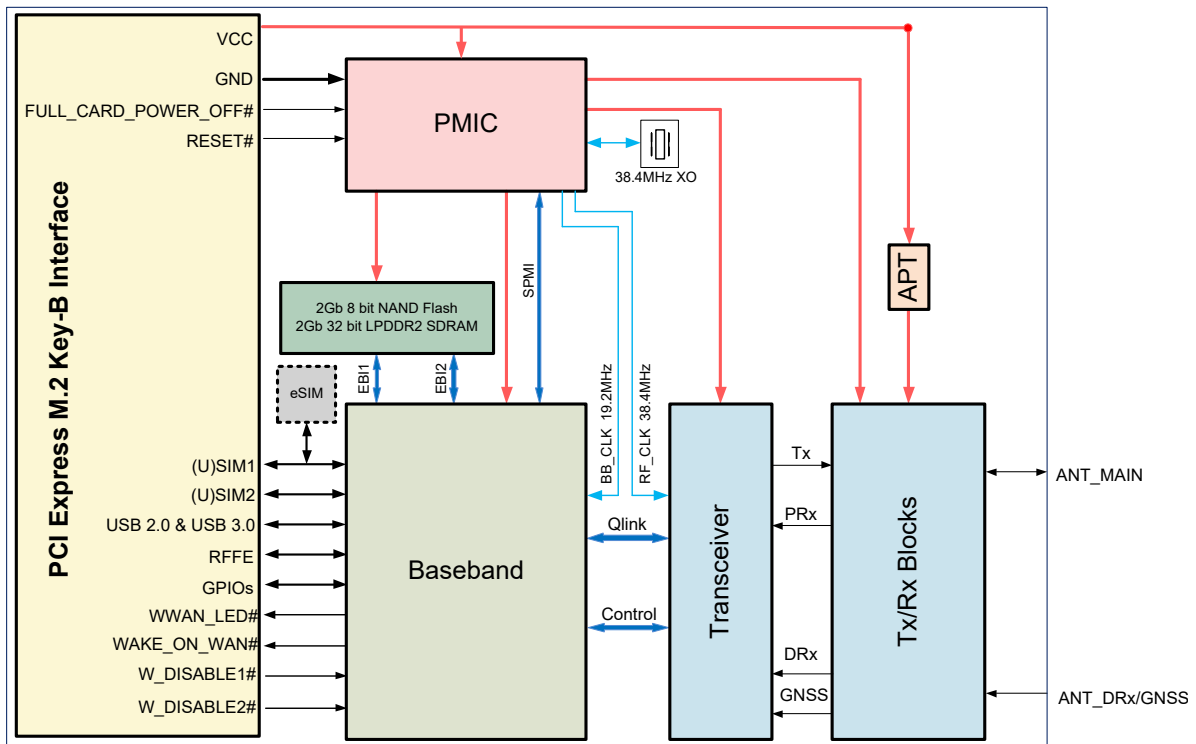 PCI Express M.2 Key-B Interface
VCC
GND
FULL_CARD_POWER_OFF#
RESET#
PMIC
38.4MHz XO
APT
2Gb 8 bit NAND Flash
2Gb 32 bit LPDDR2 SDRAM
SPMI
EBI1
EBI2
BB_CLK 19.2MHz
RF_CLK 38.4MHz
eSIM
(U)SIM1
(U)SIM2
USB 2.0 & USB 3.0
RFFE
GPIOs
WWAN_LED#
WAKE_ON_WAN#
W_DISABLE1#
W_DISABLE2#
Baseband
Qlink
Control
Transceiver
Tx
PRx
DRx
GNSS
Tx/Rx Blocks
ANT_MAIN
ANT_DRx/GNSS